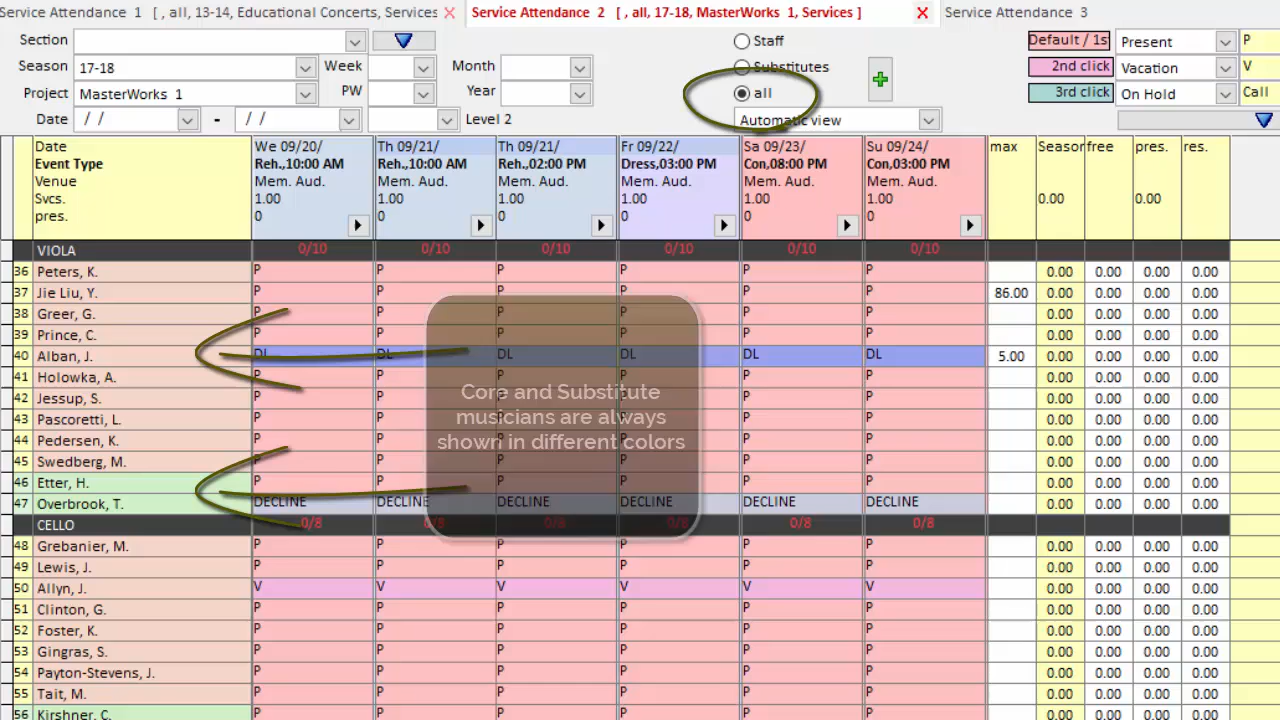 Service Attendance 1 [ , all, 13-14, Educational Concerts, Services X Service Attendance 2 [ , all, 17-18, MasterWorks 1, Services ] X Service Attendance 3
Section Staff Default / 1s Present P
Season 17-18 Week Month Substitutes 2nd click Vacation V
Project MasterWorks 1 PW Year all 3rd click On Hold Call
Date / / - / / Level 2 Automatic view
Date We 09/20/ Th 09/21/ Th 09/21/ Fr 09/22/ Sa 09/23/ Su 09/24/ max Seasor free pres. res.
Event Type Reh.,10:00 AM Reh.,10:00 AM Reh.,02:00 PM Dress,03:00 PM Con,08:00 PM Con,03:00 PM
Venue Mem. Aud. Mem. Aud. Mem. Aud. Mem. Aud. Mem. Aud. Mem. Aud.
Svcs. 1.00 1.00 1.00 1.00 1.00 1.00 0.00 0.00
pres. 0 0 0 0 0 0
VIOLA 0/10 0/10 0/10 0/10 0/10 0/10
36 Peters, K. P P P P P P 0.00 0.00 0.00 0.00
37 Jie Liu, Y. P P P P P P 86.00 0.00 0.00 0.00 0.00
38 Greer, G. P P P P P P 0.00 0.00 0.00 0.00
39 Prince, C. P P P P P P 0.00 0.00 0.00 0.00
40 Alban, J. DL DL DL DL DL DL 5.00 0.00 0.00 0.00 0.00
41 Holowka, A. P P P P P P 0.00 0.00 0.00 0.00
42 Jessup, S. P P P P P P 0.00 0.00 0.00 0.00
43 Pascoretti, L. P P P P P P 0.00 0.00 0.00 0.00
44 Pedersen, K. P P P P P P 0.00 0.00 0.00 0.00
45 Swedberg, M. P P P P P P 0.00 0.00 0.00 0.00
46 Etter, H. P P P P P P 0.00 0.00 0.00 0.00
47 Overbrook, T. DECLINE DECLINE DECLINE DECLINE DECLINE DECLINE 0.00 0.00 0.00 0.00
Core and Substitute
musicians are always
shown in different colors
CELLO 0/8 0/8 0/8 0/8 0/8 0/8
48 Grebanier, M. P P P P P P 0.00 0.00 0.00 0.00
49 Lewis, J. P P P P P P 0.00 0.00 0.00 0.00
50 Allyn, J. V V V V V V 0.00 0.00 0.00 0.00
51 Clinton, G. P P P P P P 0.00 0.00 0.00 0.00
52 Foster, K. P P P P P P 0.00 0.00 0.00 0.00
53 Gingras, S. P P P P P P 0.00 0.00 0.00 0.00
54 Payton-Stevens, J. P P P P P P 0.00 0.00 0.00 0.00
55 Tait, M. P P P P P P 0.00 0.00 0.00 0.00
56 Kirshner, C. P P P P P P 0.00 0.00 0.00 0.00